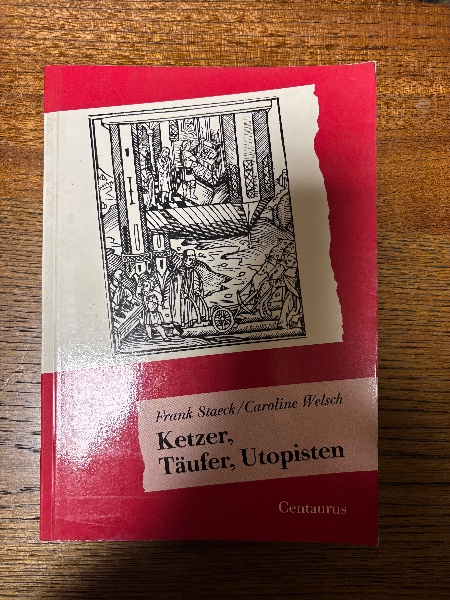 Frank Staeck/Caroline Welsch
Ketzer,
Täufer, Utopisten
Centaurus